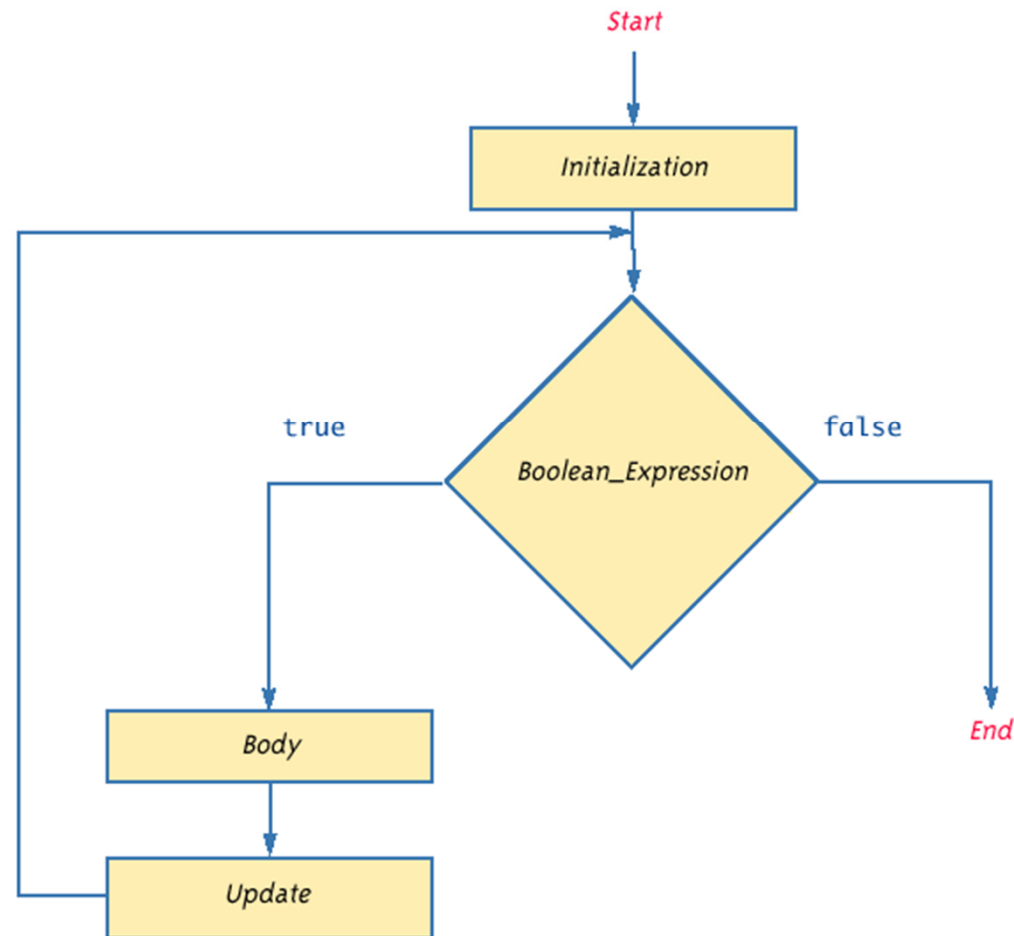 Start
Initialization
true
false
Boolean_Expression
End
Body
Update